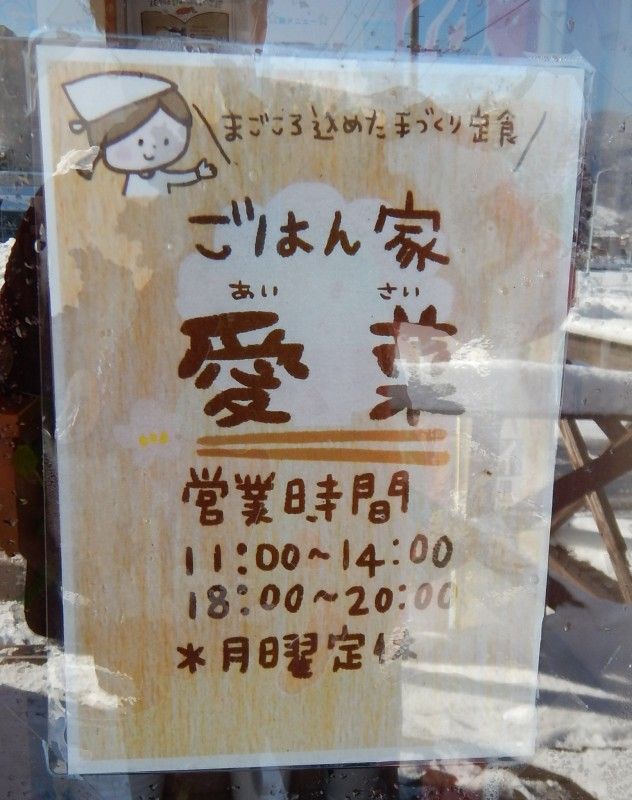 まごころ込めた手づくり定食
ごはん家
あい さい
愛菜
営業時間
11:00～14:00
18:00～20:00
*月曜定休